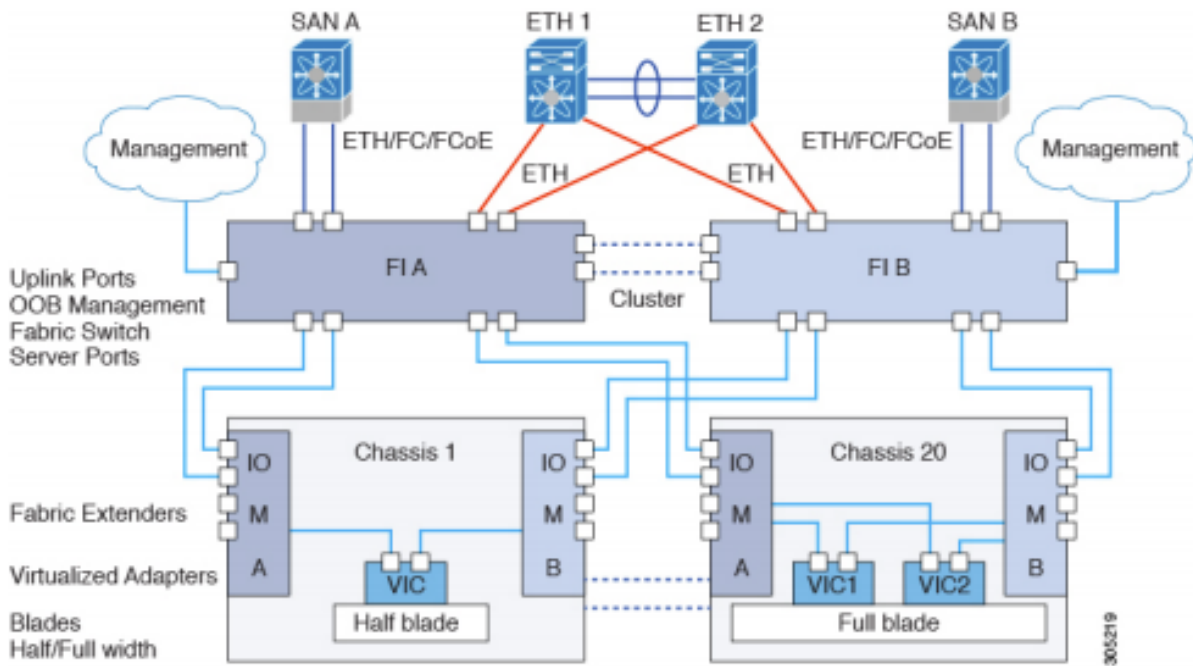 SAN A
ETH 1
ETH 2
SAN B
Management
ETH/FC/FCoE
ETH
ETH
ETH/FC/FCoE
Management
FI A
FI B
Cluster
Uplink Ports
OOB Management
Fabric Switch
Server Ports
Chassis 1
Chassis 20
IO
M
A
IO
M
B
IO
M
A
IO
M
B
Fabric Extenders
Virtualized Adapters
VIC
VIC1
VIC2
Blades
Half/Full width
Half blade
Full blade
305219